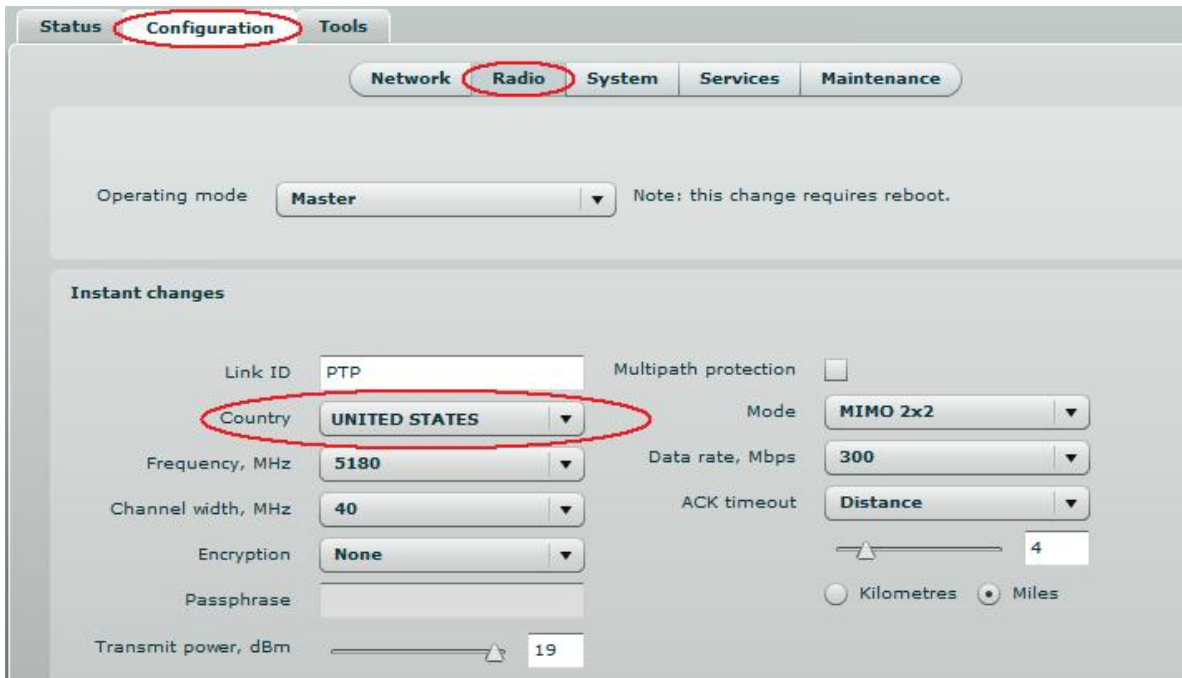 Status Configuration Tools
Network Radio System Services Maintenance
Operating mode Master Note: this change requires reboot.
Instant changes
Link ID PTP Multipath protection
Country UNITED STATES Mode MIMO 2x2
Frequency, MHz 5180 Data rate, Mbps 300
Channel width, MHz 40 ACK timeout Distance
Encryption None 4
Passphrase Kilometres Miles
Transmit power, dBm 19